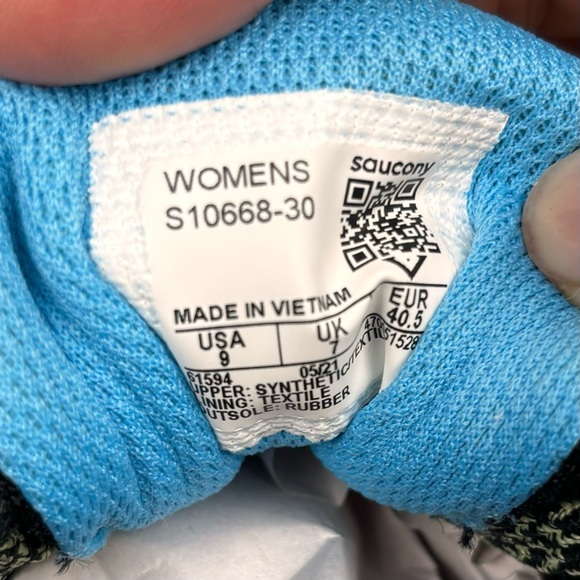 WOMENS
saucony
S10668-30
MADE IN VIETNAM
USA
9
UK
7
EUR
40.5
61594
05/21
UPPER: SYNTHETIC/TEXTILE
LINING: TEXTILE
OUTSOLE: RUBBER